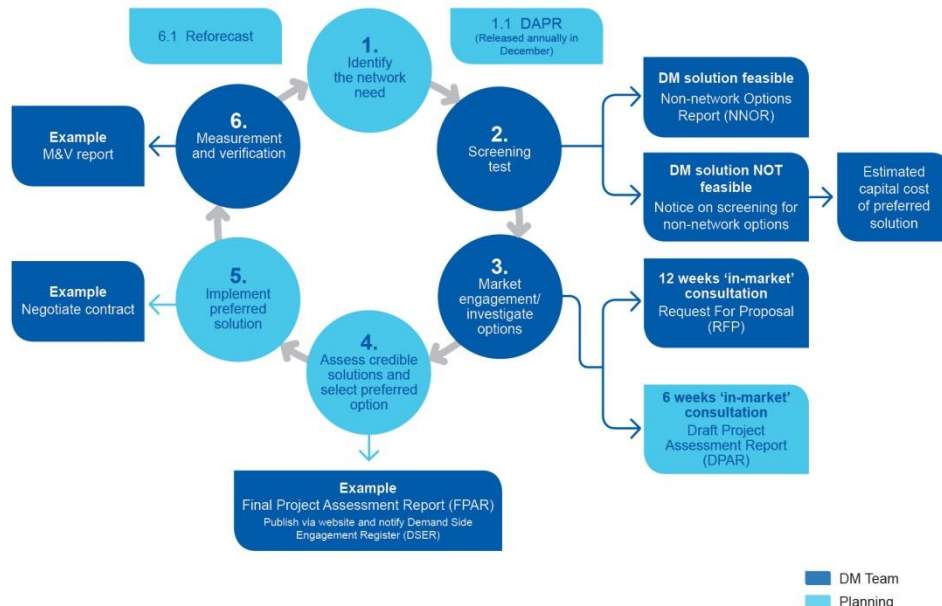 6.1 Reforecast
1.
Identify
the network
need
1.1 DAPR
(Released annually in
December)
DM solution feasible
Non-network Options
Report (NNOR)
6.
Measurement
and verification
Example
M&V report
2.
Screening
test
DM solution NOT
feasible
Notice on screening for
non-network options
Estimated
capital cost
of preferred
solution
5.
Implement
preferred
solution
Example
Negotiate contract
3.
Market
engagement/
investigate
options
12 weeks ‘in-market’
consultation
Request For Proposal
(RFP)
4.
Assess credible
solutions and
select preferred
option
6 weeks ‘in-market’
consultation
Draft Project
Assessment Report
(DPAR)
Example
Final Project Assessment Report (FPAR)
Publish via website and notify Demand Side
Engagement Register (DSER)
DM Team
Planning